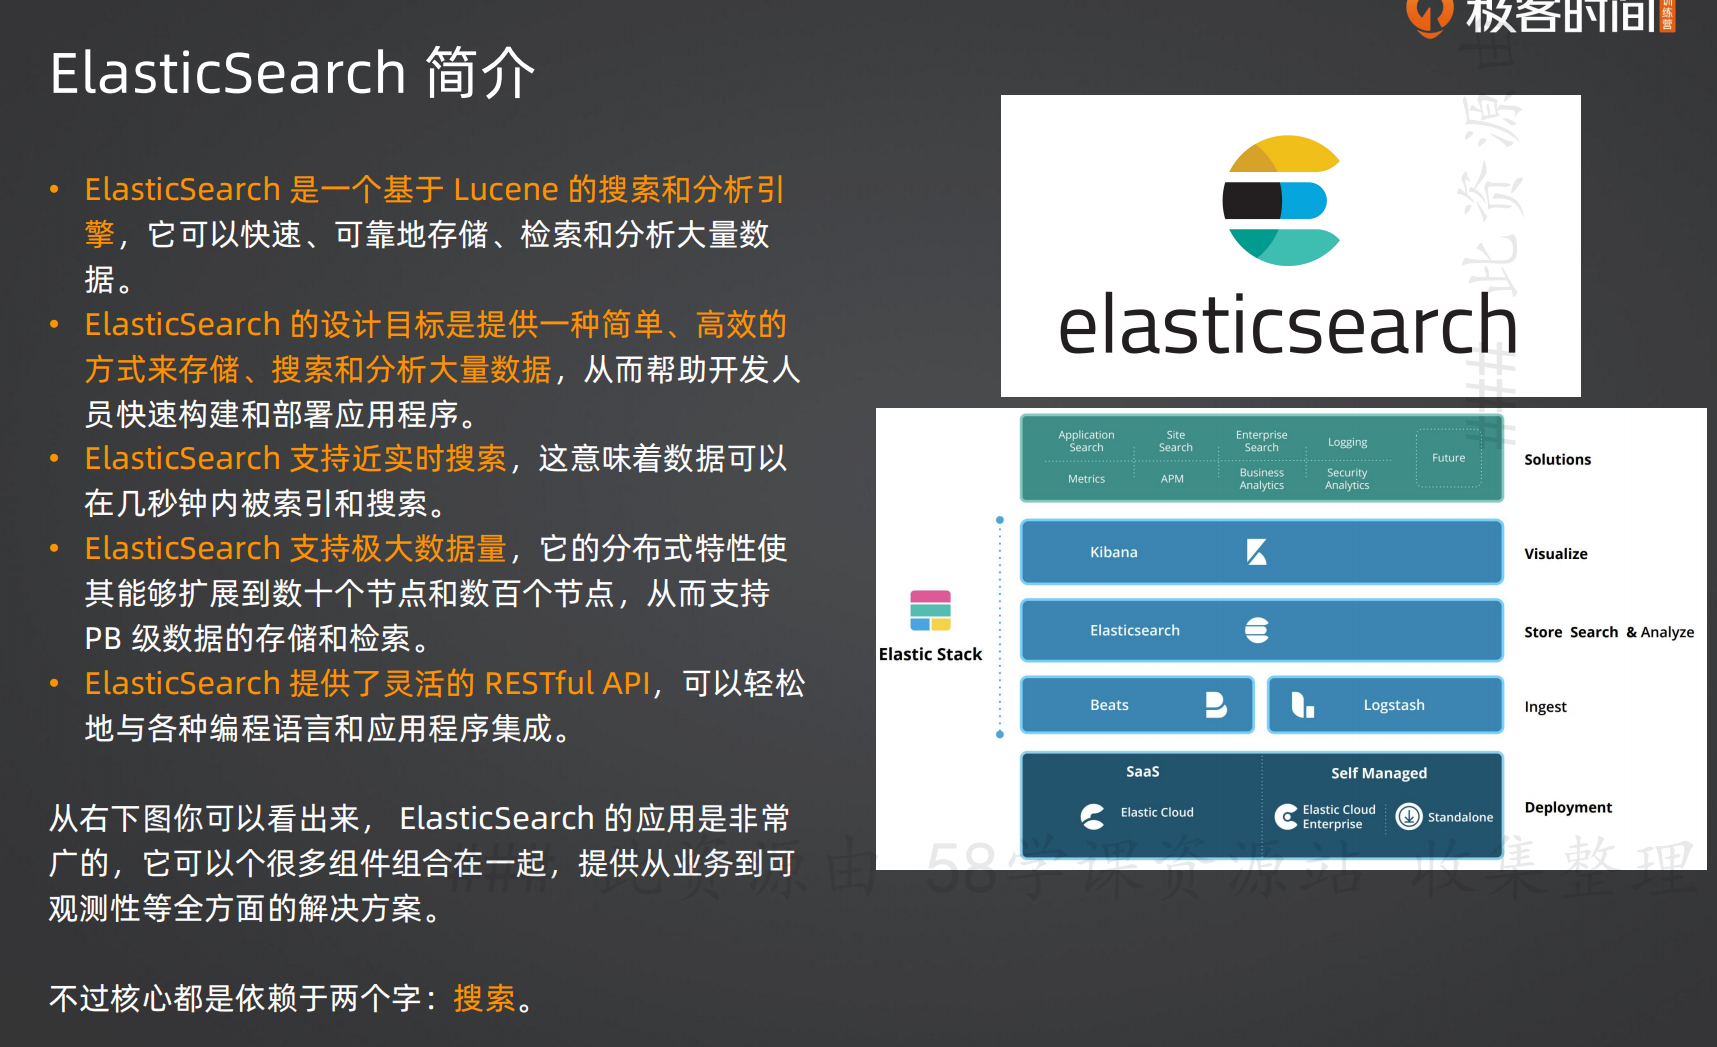 极客时间
训练营
ElasticSearch 简介
• ElasticSearch 是一个基于 Lucene 的搜索和分析引
擎，它可以快速、可靠地存储、检索和分析大量数
据。
• ElasticSearch 的设计目标是提供一种简单、高效的
方式来存储、搜索和分析大量数据，从而帮助开发人
员快速构建和部署应用程序。
• ElasticSearch 支持近实时搜索，这意味着数据可以
在几秒钟内被索引和搜索。
• ElasticSearch 支持极大数据量，它的分布式特性使
其能够扩展到数十个节点和数百个节点，从而支持
PB 级数据的存储和检索。
• ElasticSearch 提供了灵活的 RESTful API，可以轻松
地与各种编程语言和应用程序集成。
从右下图你可以看出来， ElasticSearch 的应用是非常
广的，它可以个很多组件组合在一起，提供从业务到可
观测性等全方面的解决方案。
不过核心都是依赖于两个字：搜索。
elasticsearch
Application
Search
Site
Search
Enterprise
Search
Logging
Future
Metrics
APM
Business
Analytics
Security
Analytics
Solutions
Kibana
Visualize
Elastic Stack
Elasticsearch
Store Search & Analyze
Beats
Logstash
Ingest
SaaS
Self Managed
Elastic Cloud
Elastic Cloud
Enterprise
Standalone
Deployment
### 此资源由 58学课资源站 收集整理
### 此资源由